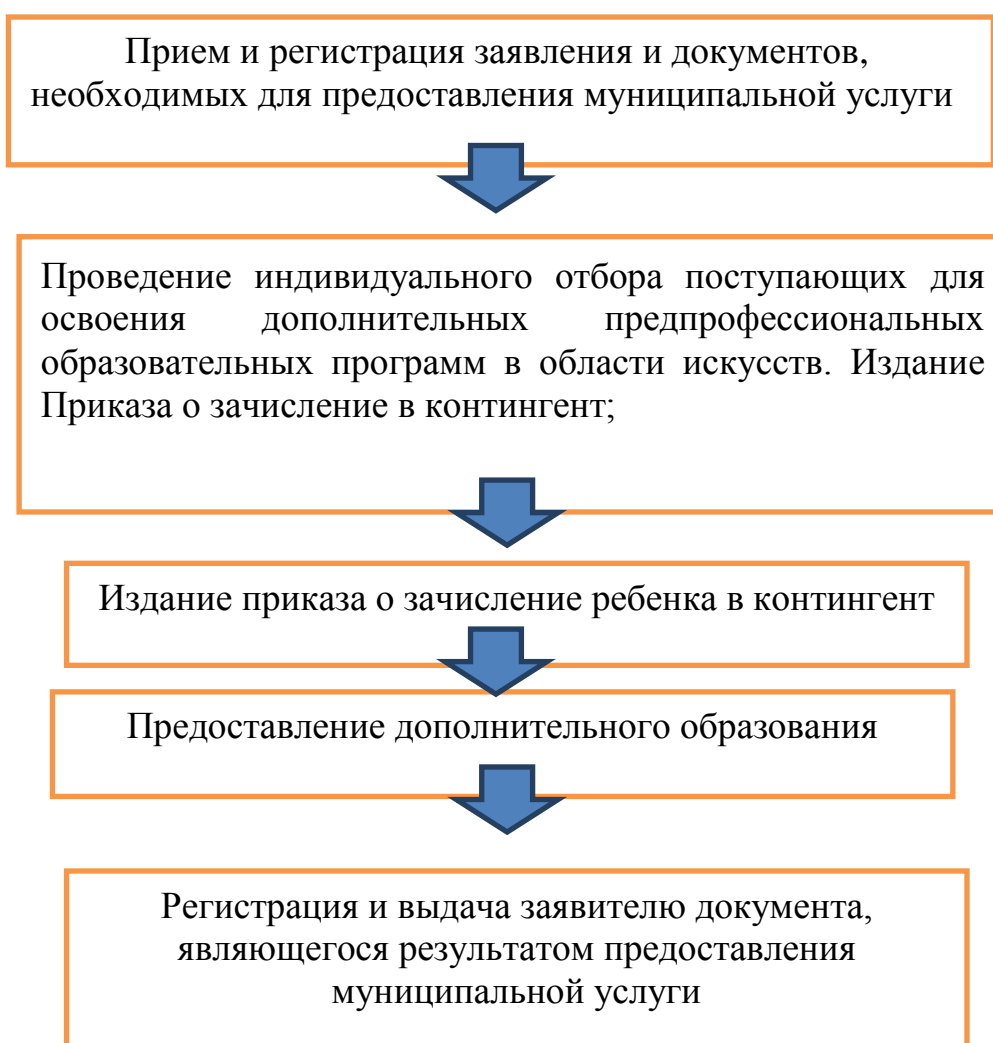 Прием и регистрация заявления и документов,
необходимых для предоставления муниципальной услуги
Проведение индивидуального отбора поступающих для
освоения дополнительных предпрофессиональных
образовательных программ в области искусств. Издание
Приказа о зачисление в контингент;
Издание приказа о зачисление ребенка в контингент
Предоставление дополнительного образования
Регистрация и выдача заявителю документа,
являющегося результатом предоставления
муниципальной услуги